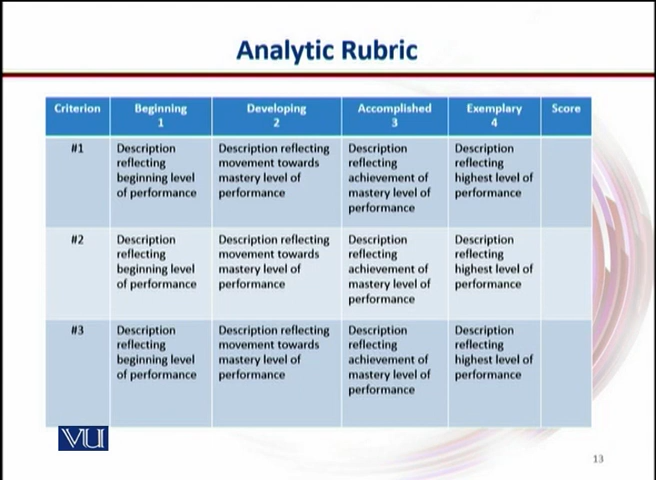 Analytic Rubric
Criterion Beginning Developing Accomplished Exemplary Score
1 2 3 4
#1 Description Description reflecting Description Description
reflecting movement towards reflecting reflecting
beginning level mastery level of achievement of highest level of
of performance performance mastery level of performance
performance
#2 Description Description reflecting Description Description
reflecting movement towards reflecting reflecting
beginning level mastery level of achievement of highest level of
of performance performance mastery level of performance
performance
#3 Description Description reflecting Description Description
reflecting movement towards reflecting reflecting
beginning level mastery level of achievement of highest level of
of performance performance mastery level of performance
performance
VU
13